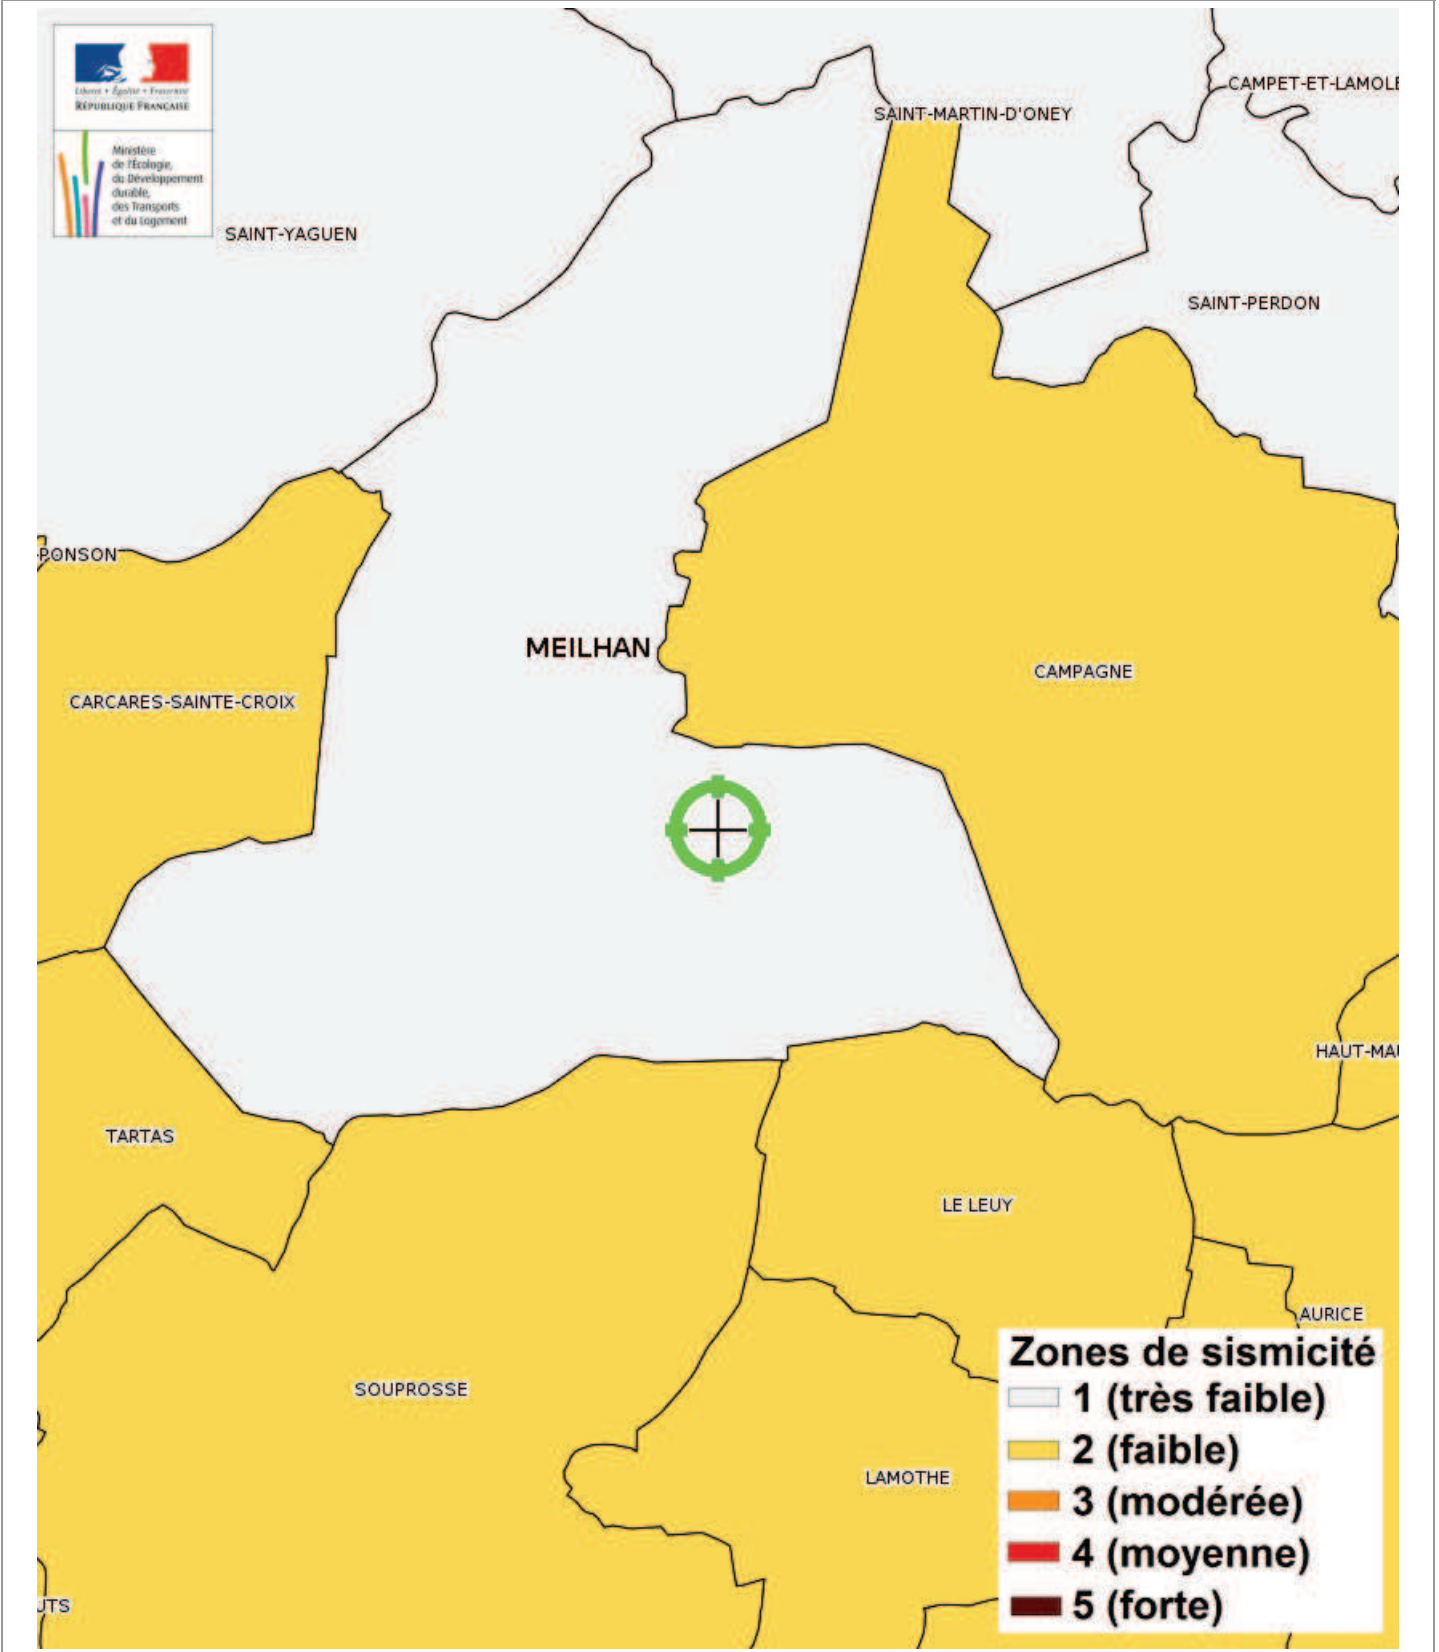 Liberté • Égalité • Fraternité
RÉPUBLIQUE FRANÇAISE
Ministère
de l'Écologie,
du Développement
durable,
des Transports
et du Logement
CAMPET-ET-LAMOLE
SAINT-MARTIN-D'ONEY
SAINT-YAGUEN
SAINT-PERDON
-PONSON
MEILHAN
CAMPAGNE
CARCARES-SAINTE-CROIX
HAUT-MAU
TARTAS
LE LEUY
AURICE
SOUPROSSE
LAMOTHE
UTS
Zones de sismicité
1 (très faible)
2 (faible)
3 (modérée)
4 (moyenne)
5 (forte)